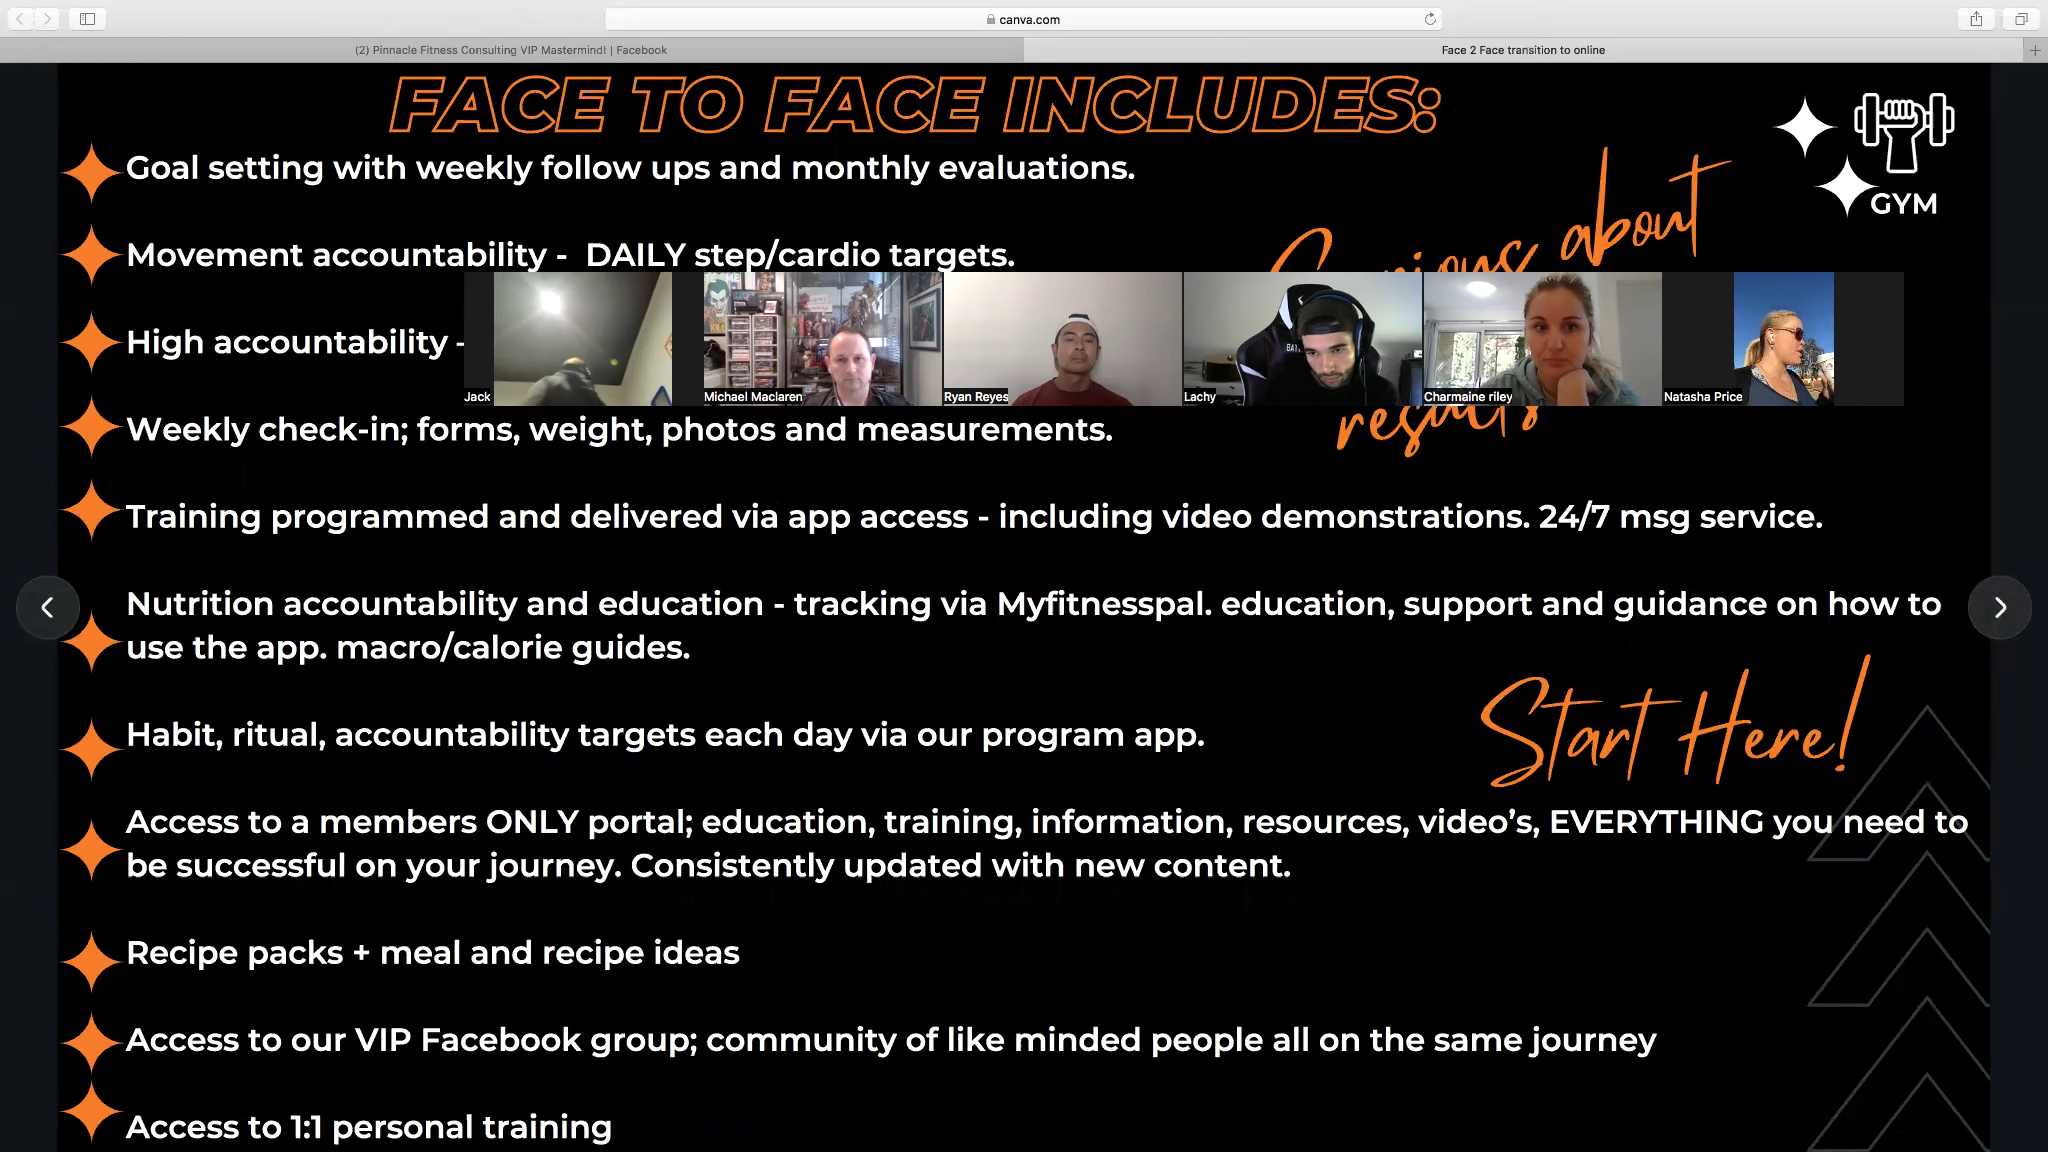 canva.com
(2) Pinnacle Fitness Consulting VIP Mastermind! | Facebook
Face 2 Face transition to online
FACE TO FACE INCLUDES:
GYM
Goal setting with weekly follow ups and monthly evaluations.
about
Movement accountability -  DAILY step/cardio targets.
High accountability -
Jack
Michael Maclaren
Ryan Reyes
Lachy
Charmaine riley
Natasha Price
results
Weekly check-in; forms, weight, photos and measurements.
Training programmed and delivered via app access - including video demonstrations. 24/7 msg service.
Nutrition accountability and education - tracking via Myfitnesspal. education, support and guidance on how to
use the app. macro/calorie guides.
Start Here!
Habit, ritual, accountability targets each day via our program app.
Access to a members ONLY portal; education, training, information, resources, video's, EVERYTHING you need to
be successful on your journey. Consistently updated with new content.
Recipe packs + meal and recipe ideas
Access to our VIP Facebook group; community of like minded people all on the same journey
Access to 1:1 personal training